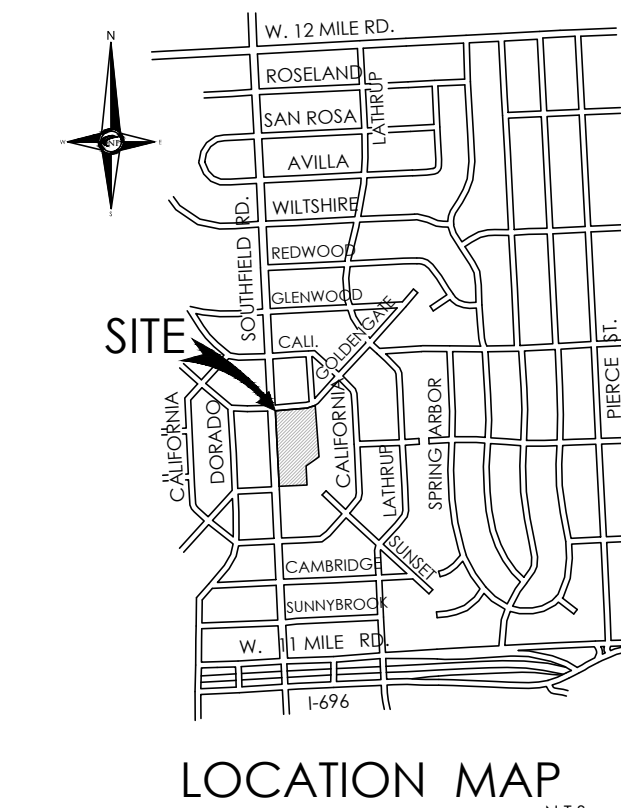 W. 12 MILE RD.
N
ROSELAND
LATHRUP
SAN ROSA
W
E
AVILLA
S
WILTSHIRE
SOUTHFIELD RD.
REDWOOD
GLENWOOD
GOLDENGATE
SITE
CALI.
PIERCE ST.
CALIFORNIA
DORADO
CALIFORNIA
SPRING ARBOR
LATHRUP
SUNSET
CAMBRIDGE
SUNNYBROOK
W. 11 MILE RD.
I-696
LOCATION MAP